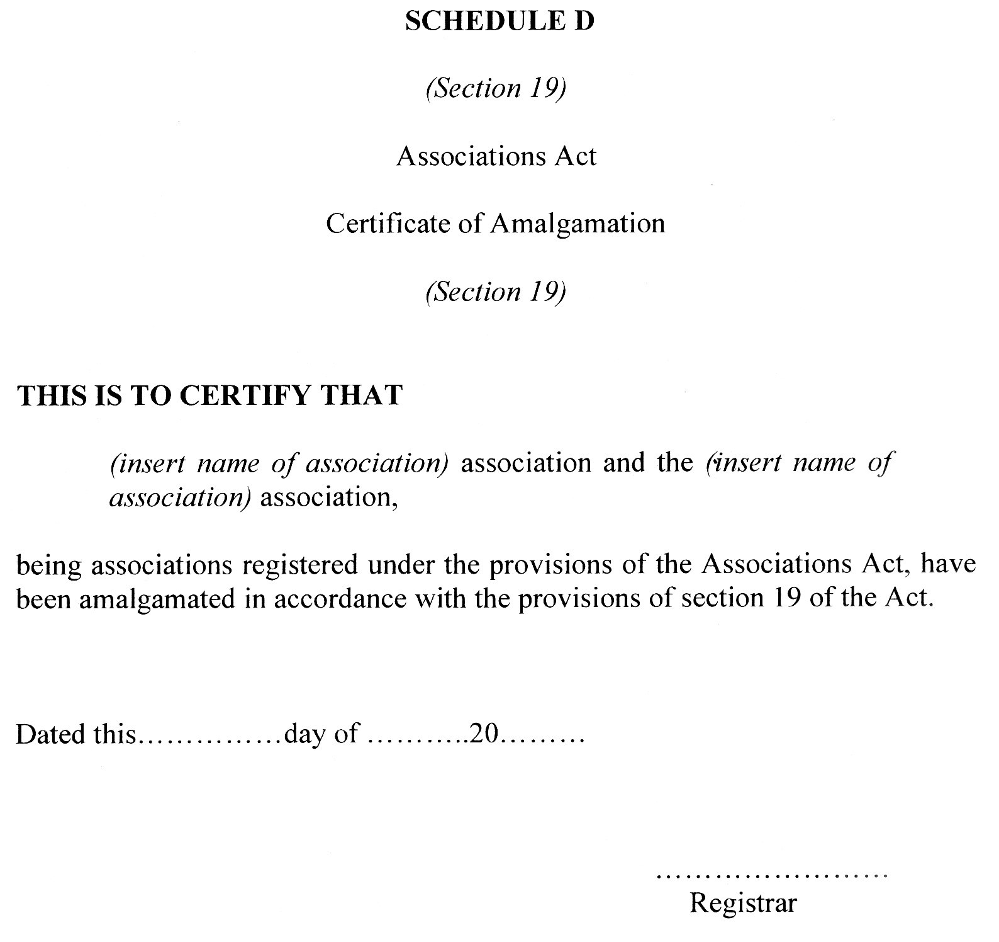 SCHEDULE D
(Section 19)
Associations Act
Certificate of Amalgamation
(Section 19)
THIS IS TO CERTIFY THAT
(insert name of association) association and the (insert name of
association) association,
being associations registered under the provisions of the Associations Act, have
been amalgamated in accordance with the provisions of section 19 of the Act.
Dated this...............day of ...........20.........
........................
Registrar